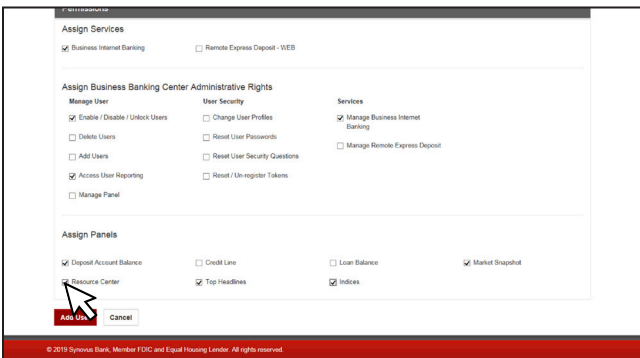 Permissions
Assign Services
Business Internet Banking Remote Express Deposit - WEB
Assign Business Banking Center Administrative Rights
Manage User User Security Services
Enable / Disable / Unlock Users Change User Profiles Manage Business Internet
Banking
Delete Users Reset User Passwords
Manage Remote Express Deposit
Add Users Reset User Security Questions
Access User Reporting Reset / Un-register Tokens
Manage Panel
Assign Panels
Deposit Account Balance Credit Line Loan Balance Market Snapshot
Resource Center Top Headlines Indices
Add User Cancel
© 2019 Synovus Bank, Member FDIC and Equal Housing Lender. All rights reserved.